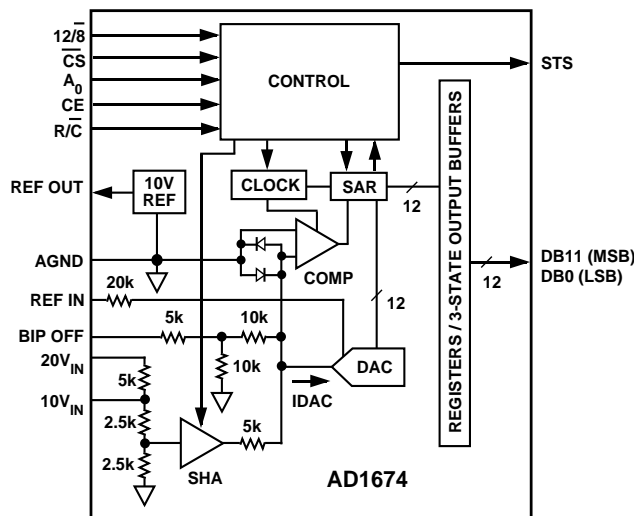 12/8̅
C̅S̅
A0
CE
R/C̅
CONTROL
STS
REF OUT
10V
REF
CLOCK
SAR
12
REGISTERS / 3-STATE OUTPUT BUFFERS
AGND
COMP
12
DB11 (MSB)
DB0 (LSB)
12
REF IN
20k
BIP OFF
5k
10k
10k
20VIN
5k
IDAC
DAC
10VIN
2.5k
5k
2.5k
SHA
AD1674